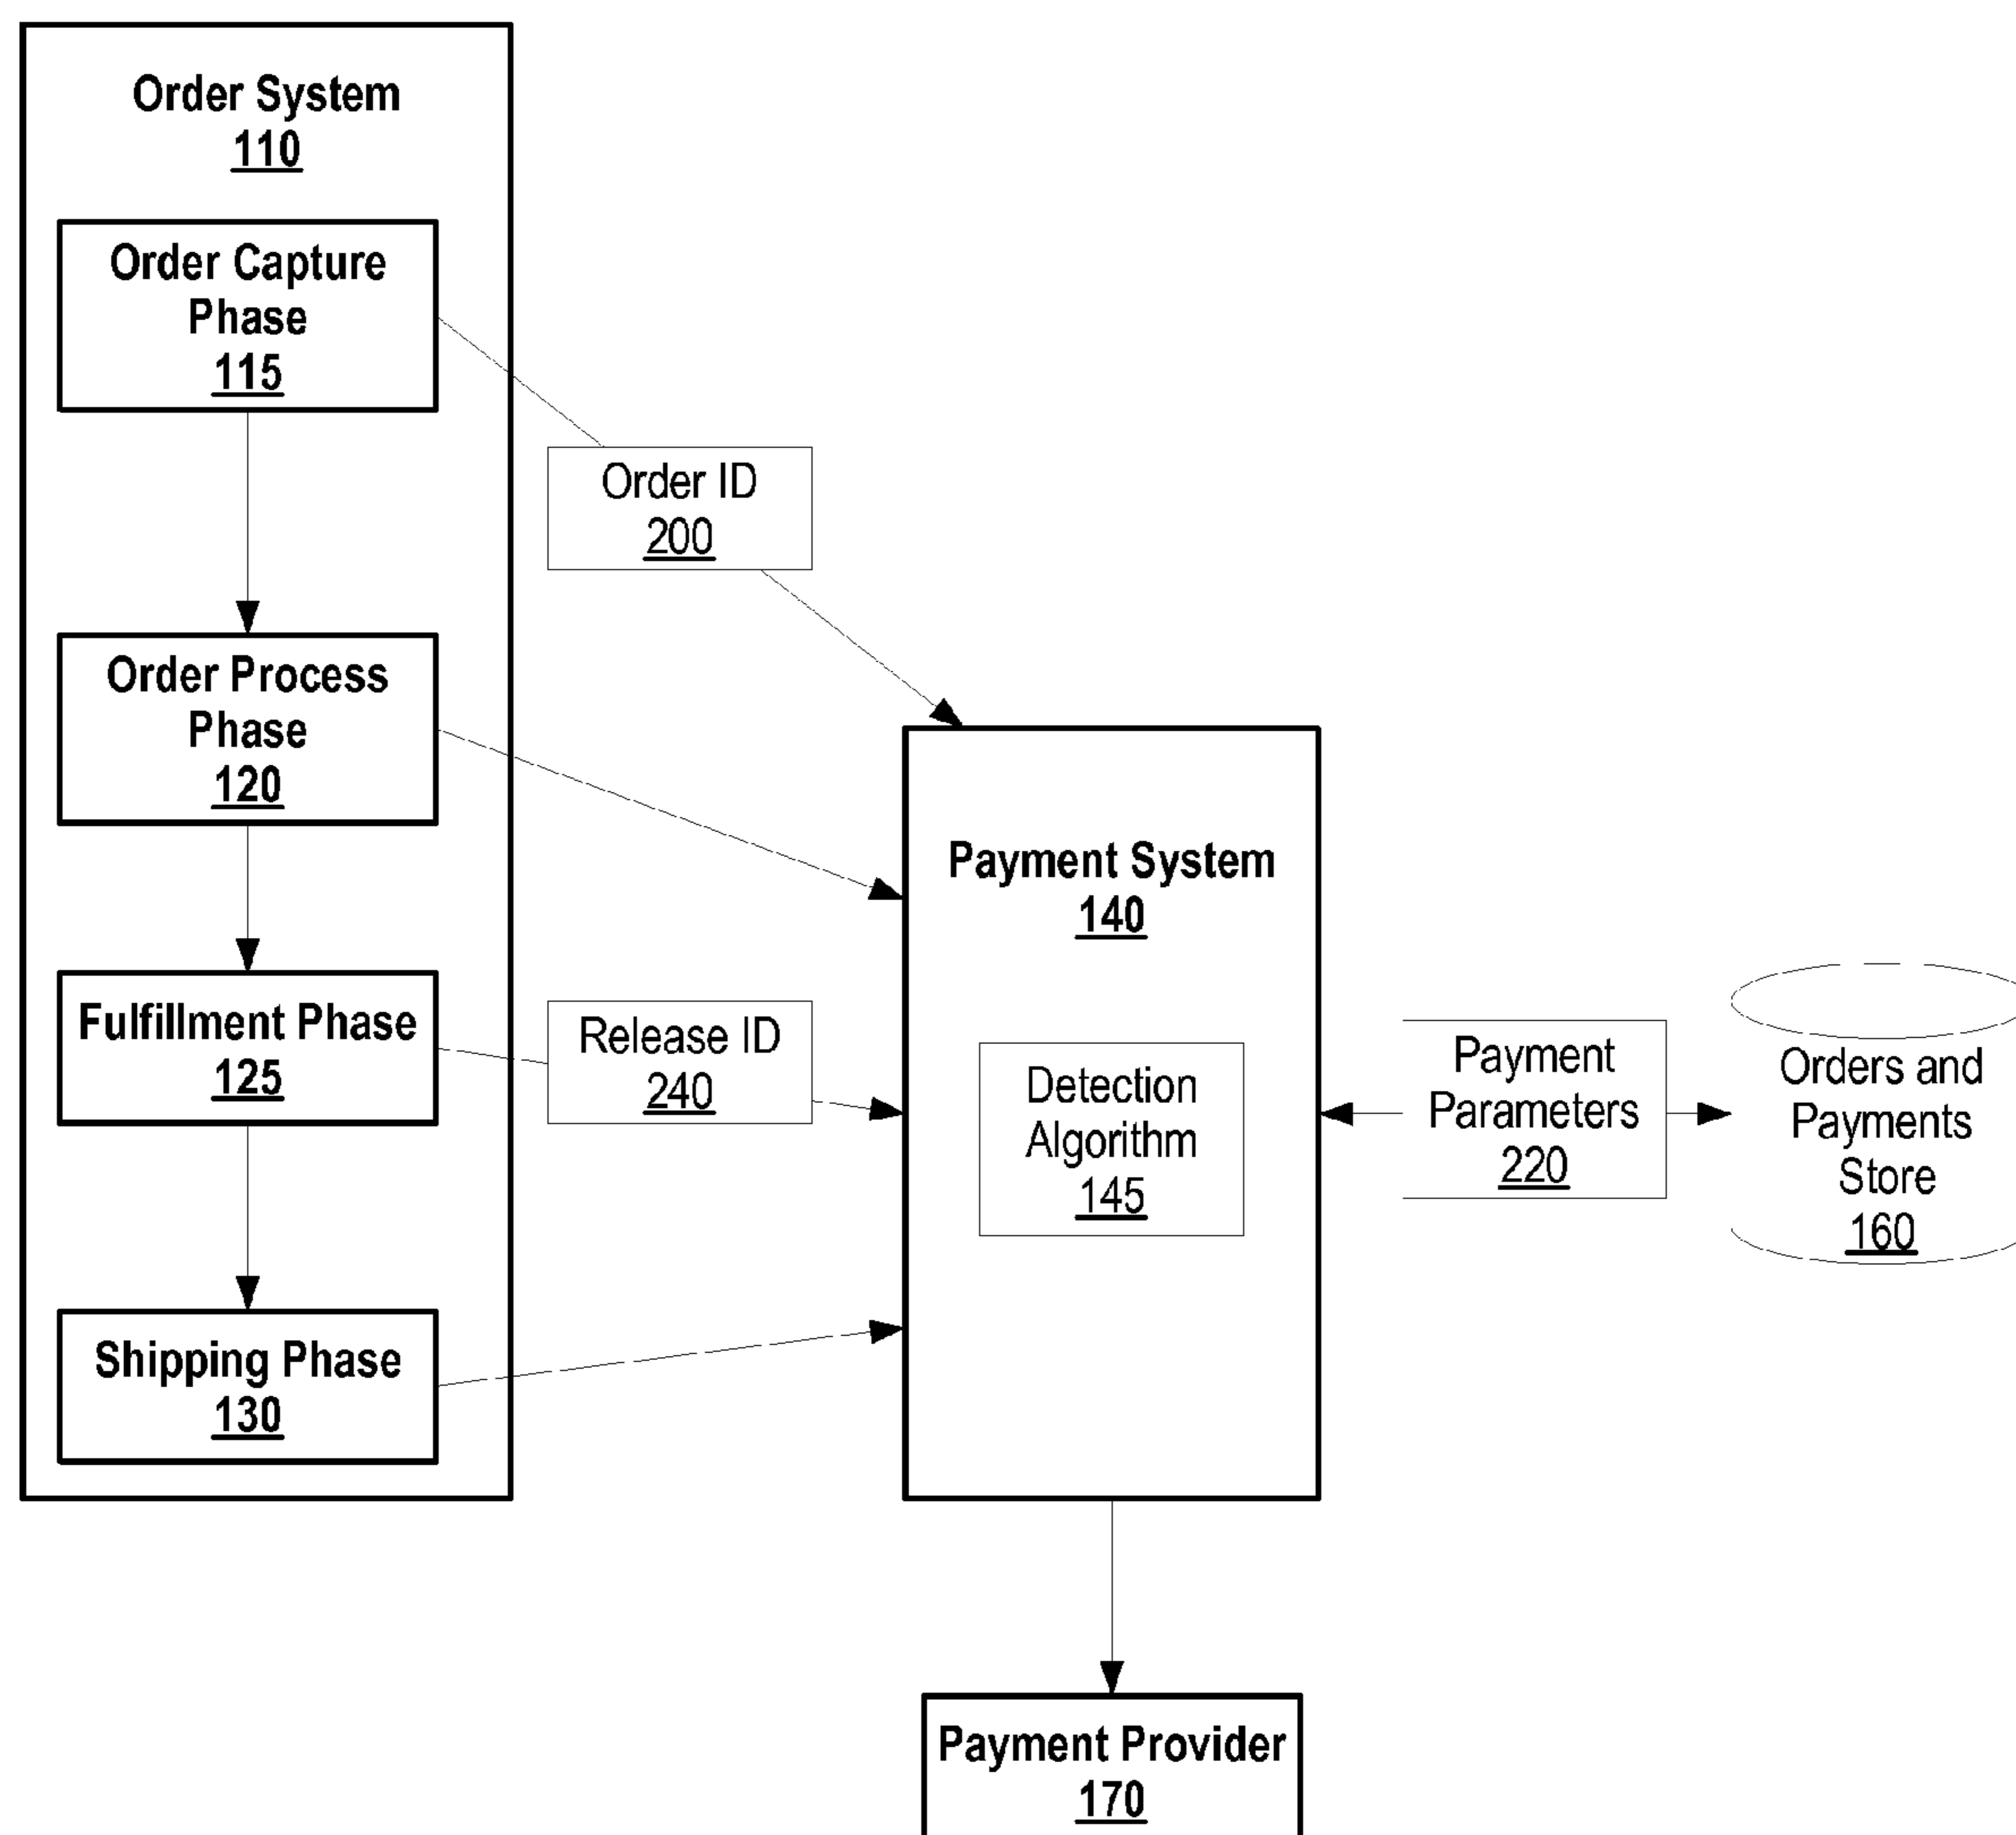 Order System
110
Order Capture
Phase
115
Order ID
200
Order Process
Phase
120
Payment System
140
Fulfillment Phase
125
Release ID
240
Detection
Algorithm
145
Payment
Parameters
220
Orders and
Payments
Store
160
Shipping Phase
130
Payment Provider
170